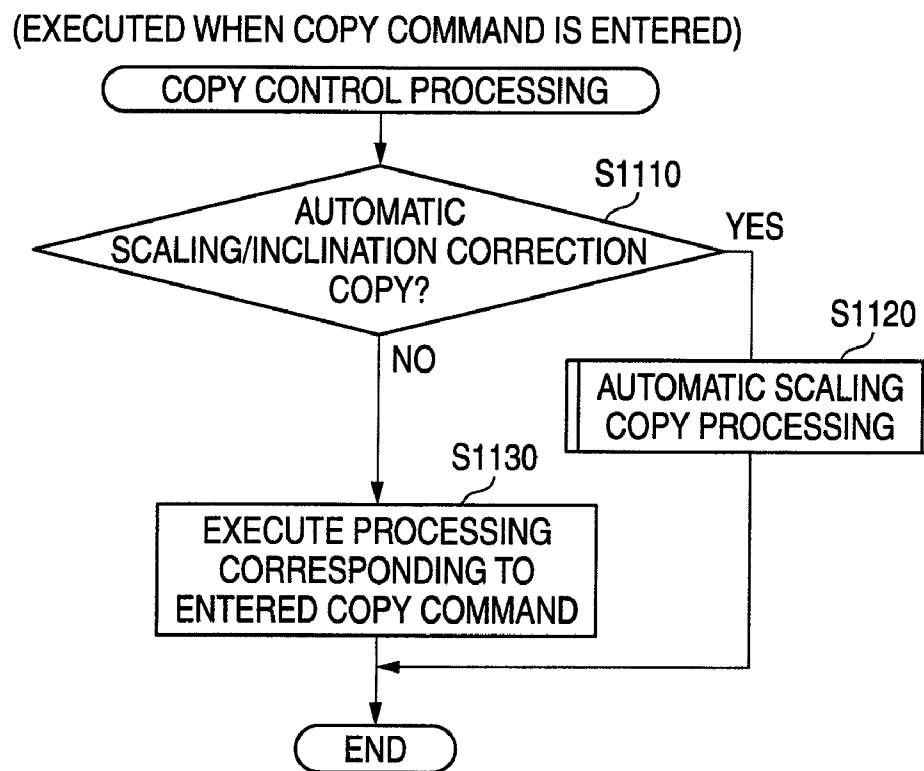 (EXECUTED WHEN COPY COMMAND IS ENTERED)
COPY CONTROL PROCESSING
S1110
AUTOMATIC
SCALING/INCLINATION CORRECTION
COPY?
YES
NO
S1120
AUTOMATIC SCALING
COPY PROCESSING
S1130
EXECUTE PROCESSING
CORRESPONDING TO
ENTERED COPY COMMAND
END